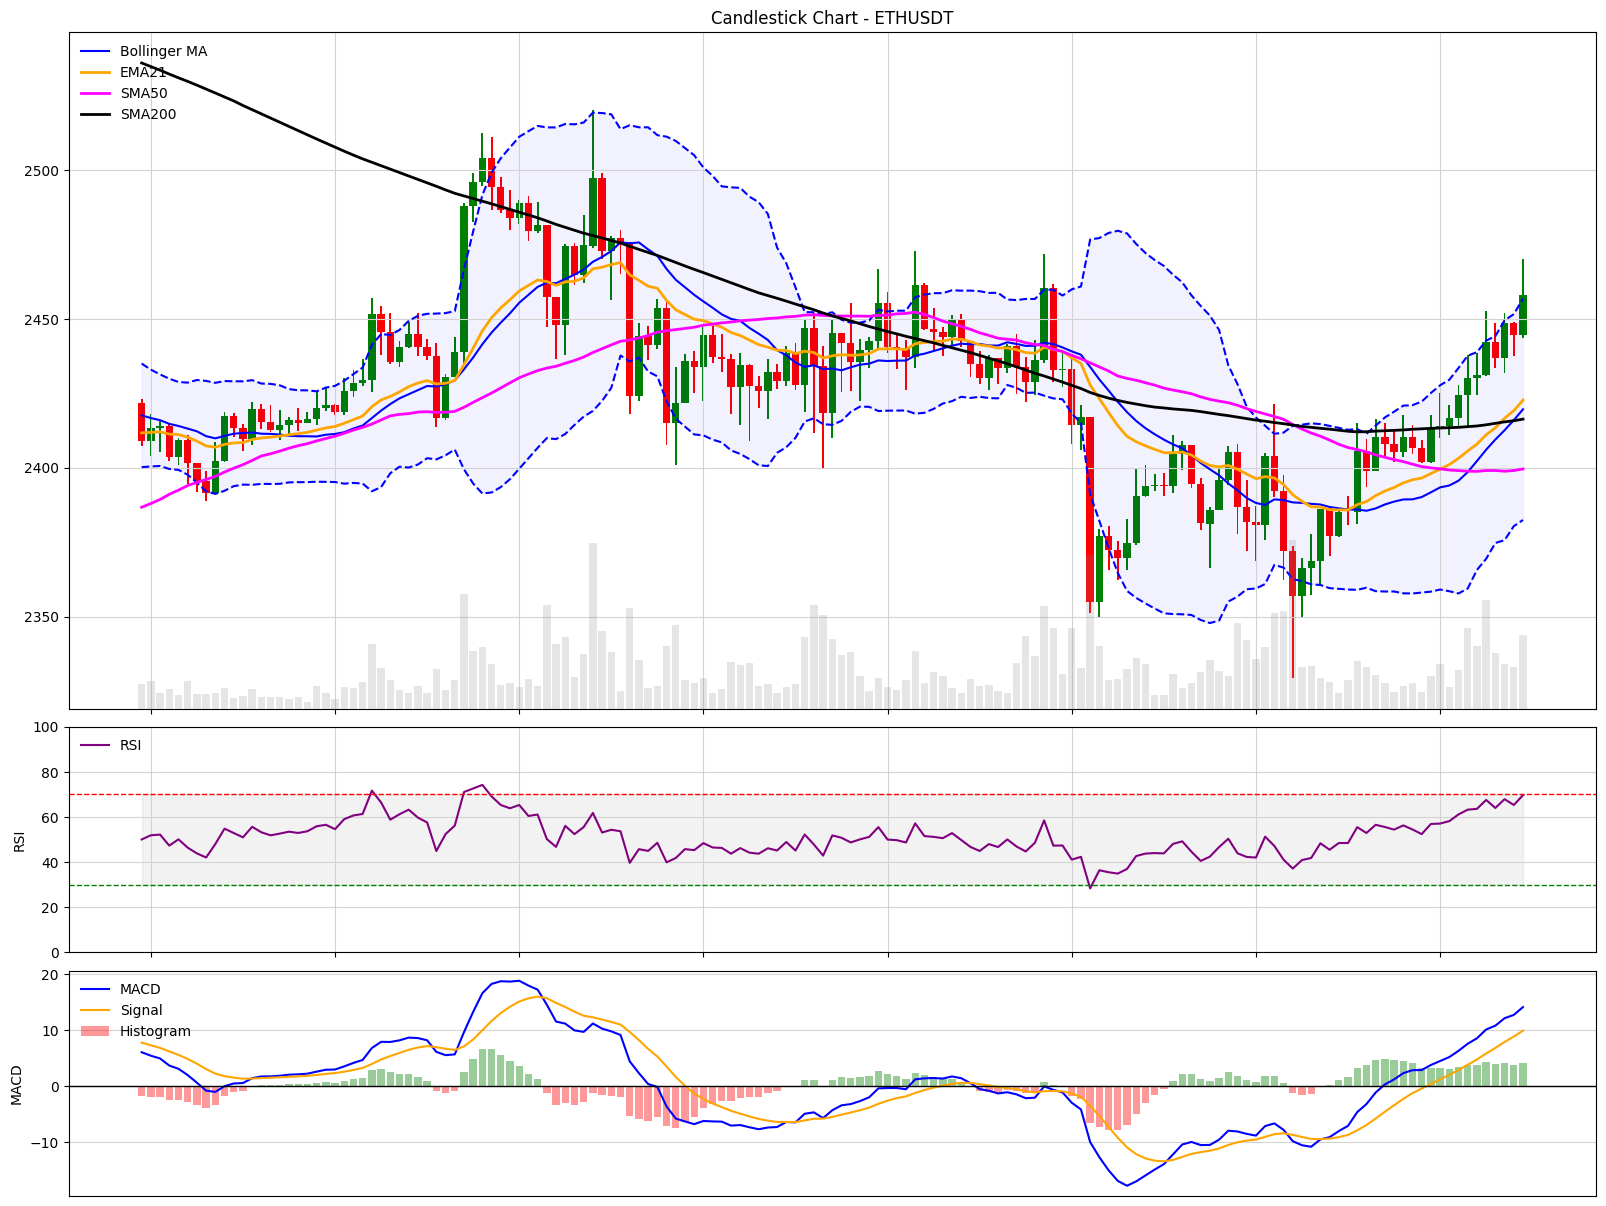 Candlestick Chart - ETHUSDT
Bollinger MA
EMA21
SMA50
SMA200
2500
2450
2400
2350
100
80
60
40
20
0
RSI
RSI
20
10
0
−10
MACD
MACD
Signal
Histogram